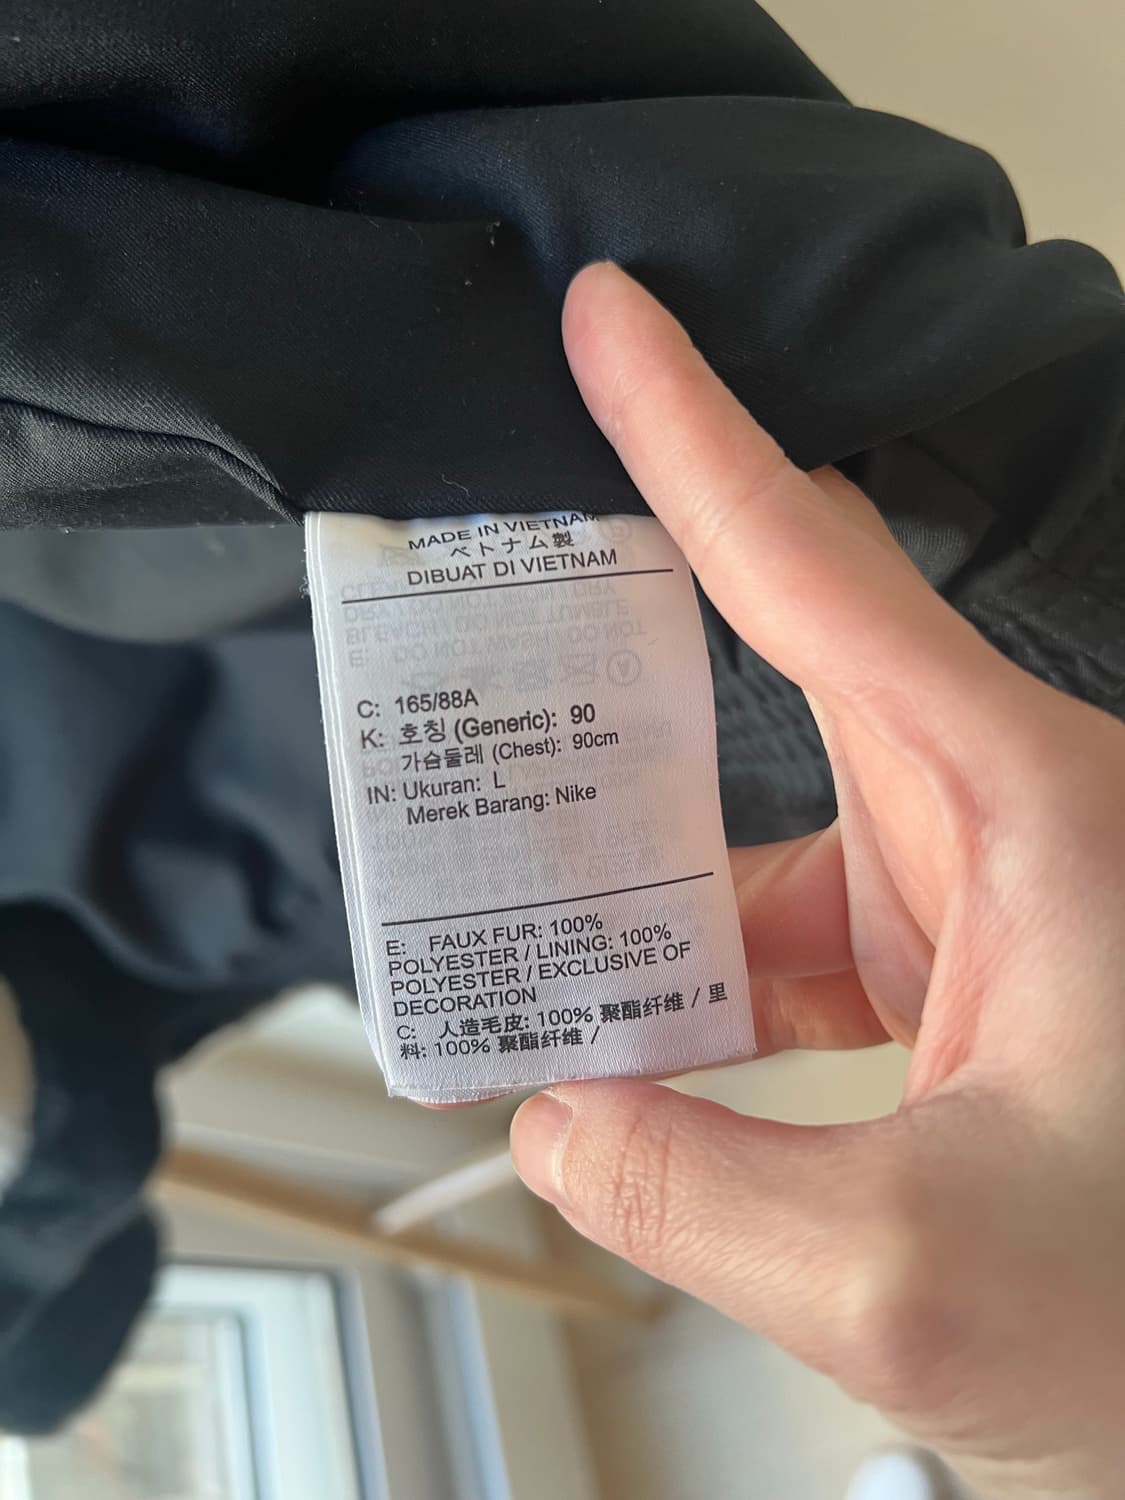 MADE IN VIETNAM
ベトナム製
DIBUAT DI VIETNAM
C: 165/88A
K: 호칭 (Generic): 90
가슴둘레 (Chest): 90cm
IN: Ukuran: L
Merek Barang: Nike
E: FAUX FUR: 100%
POLYESTER / LINING: 100%
POLYESTER / EXCLUSIVE OF
DECORATION
C: 人造毛皮: 100% 聚酯纤维 / 里
料: 100% 聚酯纤维 /